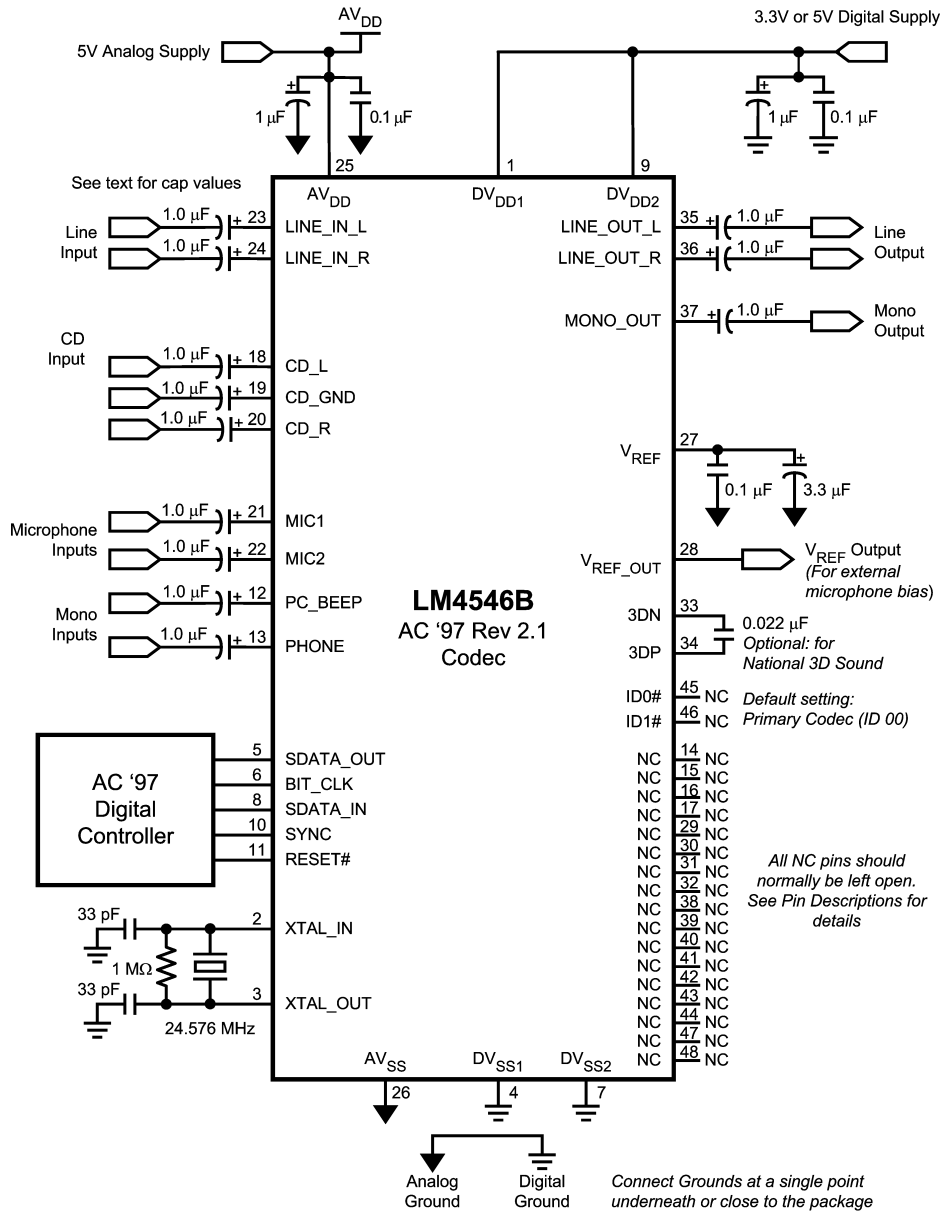 AVDD
3.3V or 5V Digital Supply
5V Analog Supply
+
1 µF
0.1 µF
+
1 µF
0.1 µF
25
1
9
See text for cap values
AVDD
DVDD1
DVDD2
Line
Input
1.0 µF
+
23
LINE_IN_L
1.0 µF
+
24
LINE_IN_R
LINE_OUT_L
35
+
1.0 µF
LINE_OUT_R
36
+
1.0 µF
Line
Output
MONO_OUT
37
+
1.0 µF
Mono
Output
CD
Input
1.0 µF
+
18
CD_L
1.0 µF
+
19
CD_GND
1.0 µF
+
20
CD_R
VREF
27
0.1 µF
+
3.3 µF
Microphone
Inputs
1.0 µF
+
21
MIC1
1.0 µF
+
22
MIC2
VREF_OUT
28
VREF Output
(For external
microphone bias)
Mono
Inputs
1.0 µF
+
12
PC_BEEP
1.0 µF
+
13
PHONE
LM4546B
AC ‘97 Rev 2.1
Codec
3DN
33
3DP
34
0.022 µF
Optional: for
National 3D Sound
ID0#
45
NC
ID1#
46
NC
Default setting:
Primary Codec (ID 00)
AC ‘97
Digital
Controller
5
SDATA_OUT
6
BIT_CLK
8
SDATA_IN
10
SYNC
11
RESET#
NC 14 NC
NC 15 NC
NC 16 NC
NC 17 NC
NC 29 NC
NC 30 NC
NC 31 NC
NC 32 NC
NC 38 NC
NC 39 NC
NC 40 NC
NC 41 NC
NC 42 NC
NC 43 NC
NC 44 NC
NC 47 NC
NC 48 NC
All NC pins should
normally be left open.
See Pin Descriptions for
details
33 pF
2
XTAL_IN
1 MΩ
33 pF
3
XTAL_OUT
24.576 MHz
AVSS
DVSS1
DVSS2
26
4
7
Analog
Ground
Digital
Ground
Connect Grounds at a single point
underneath or close to the package